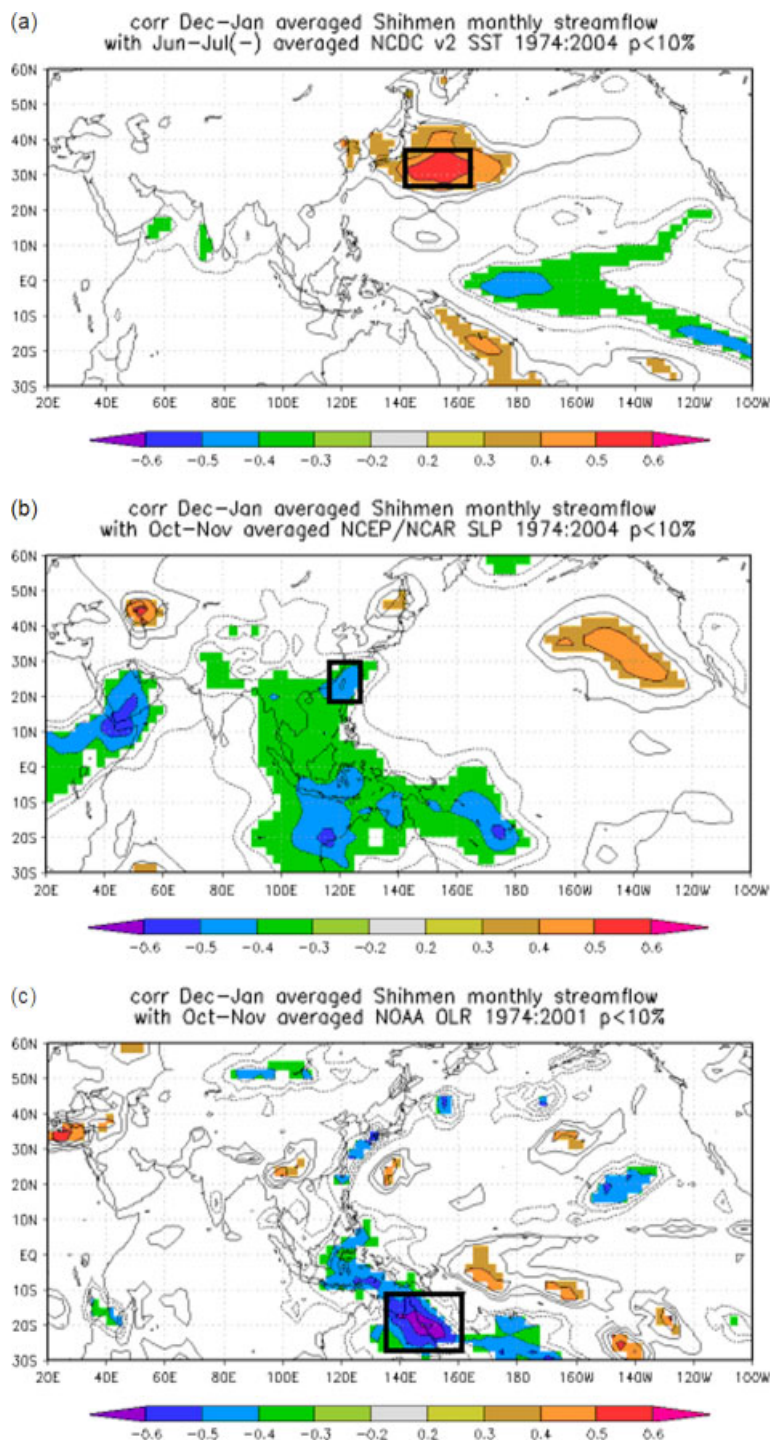 (a)
corr Dec-Jan averaged Shihmen monthly streamflow
with Jun-Jul(-) averaged NCDC v2 SST 1974:2004 p<10%
60N
50N
40N
30N
20N
10N
EQ
10S
20S
30S
20E 40E 60E 80E 100E 120E 140E 160E 180 160W 140W 120W 100W
-0.6 -0.5 -0.4 -0.3 -0.2 0.2 0.3 0.4 0.5 0.6
(b)
corr Dec-Jan averaged Shihmen monthly streamflow
with Oct-Nov averaged NCEP/NCAR SLP 1974:2004 p<10%
60N
50N
40N
30N
20N
10N
EQ
10S
20S
30S
20E 40E 60E 80E 100E 120E 140E 160E 180 160W 140W 120W 100W
-0.6 -0.5 -0.4 -0.3 -0.2 0.2 0.3 0.4 0.5 0.6
(c)
corr Dec-Jan averaged Shihmen monthly streamflow
with Oct-Nov averaged NOAA OLR 1974:2001 p<10%
60N
50N
40N
30N
20N
10N
EQ
10S
20S
30S
20E 40E 60E 80E 100E 120E 140E 160E 180 160W 140W 120W 100W
-0.6 -0.5 -0.4 -0.3 -0.2 0.2 0.3 0.4 0.5 0.6